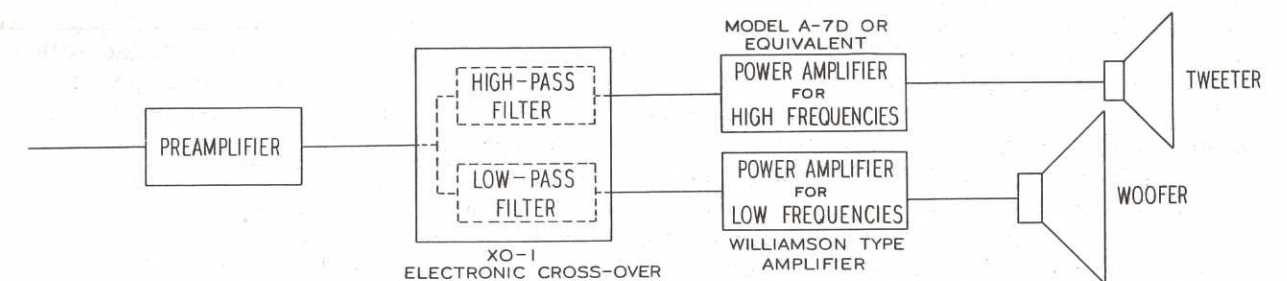 PREAMPLIFIER
HIGH-PASS
FILTER
LOW-PASS
FILTER
XO-1
ELECTRONIC CROSS-OVER
MODEL A-7D OR
EQUIVALENT
POWER AMPLIFIER
FOR
HIGH FREQUENCIES
POWER AMPLIFIER
FOR
LOW FREQUENCIES
WILLIAMSON TYPE
AMPLIFIER
TWEETER
WOOFER